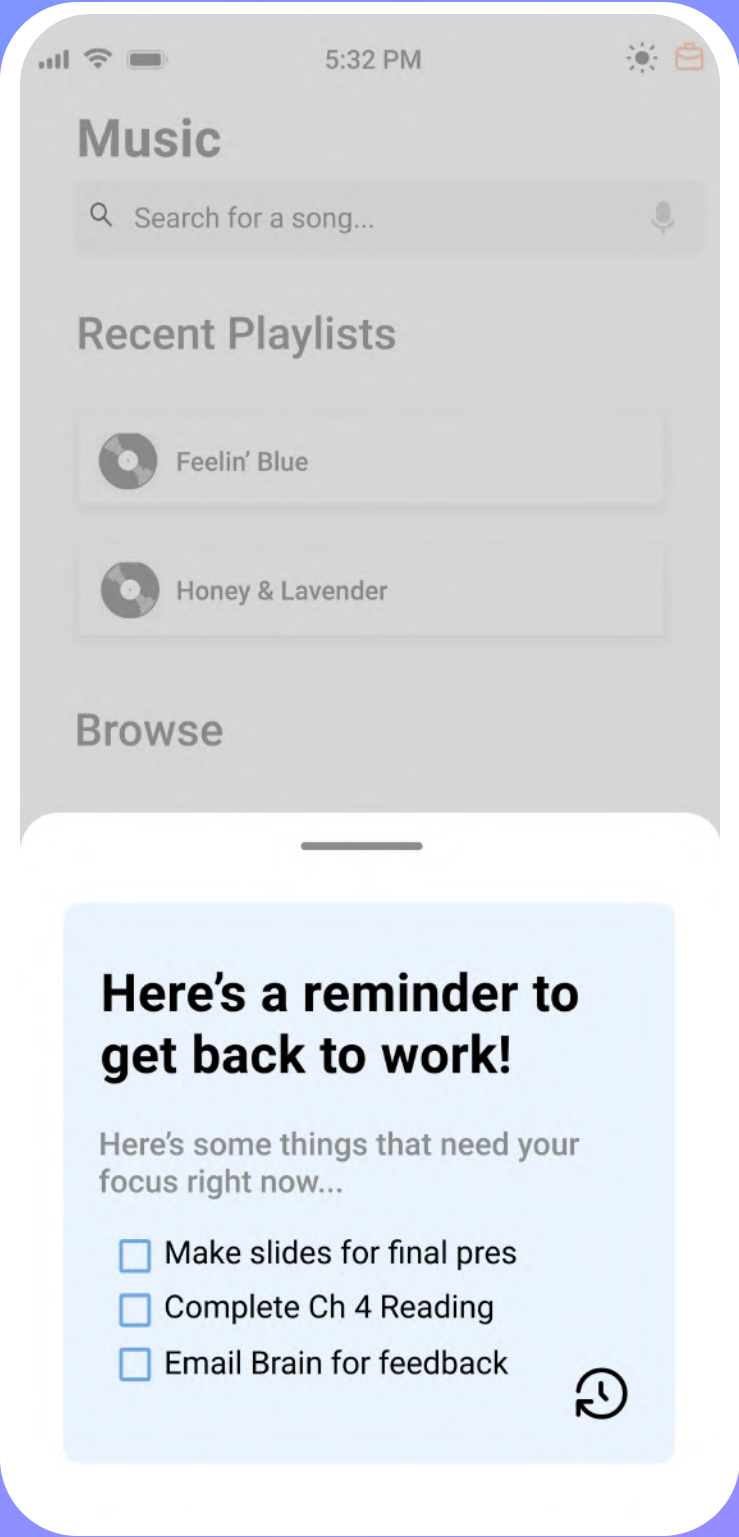 5:32 PM
Music
Search for a song...
Recent Playlists
Feelin’ Blue
Honey & Lavender
Browse
Here’s a reminder to
get back to work!
Here’s some things that need your
focus right now...
Make slides for final pres
Complete Ch 4 Reading
Email Brain for feedback